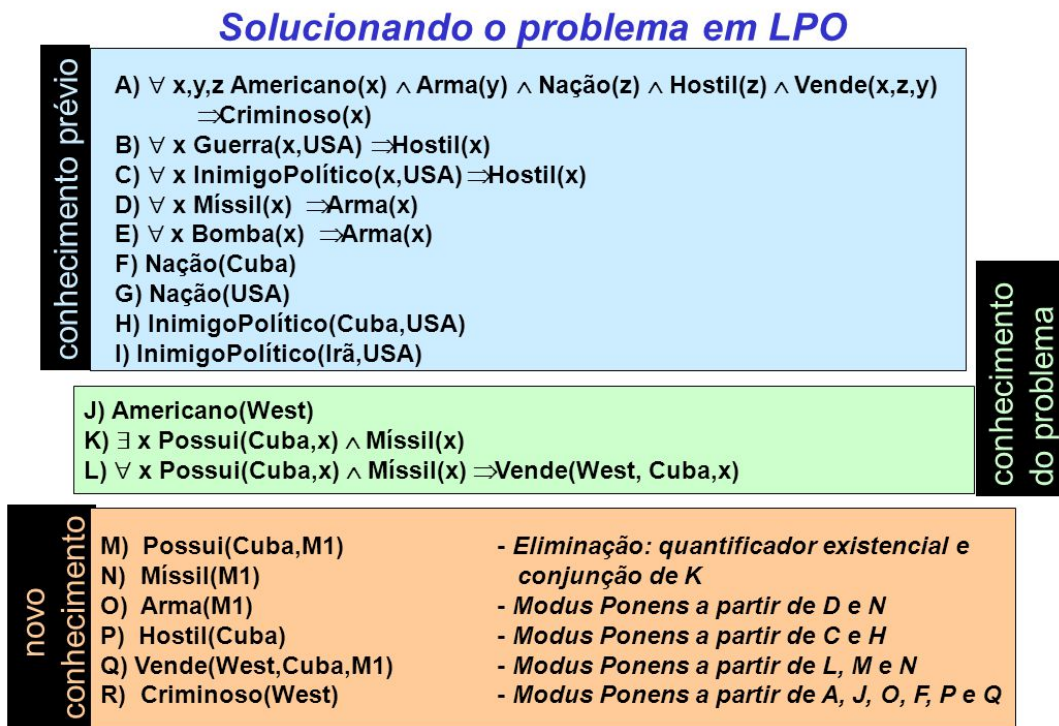 Solucionando o problema em LPO
conhecimento prévio
A) ∀ x,y,z Americano(x) ∧ Arma(y) ∧ Nação(z) ∧ Hostil(z) ∧ Vende(x,z,y)
⇒Criminoso(x)
B) ∀ x Guerra(x,USA) ⇒Hostil(x)
C) ∀ x InimigoPolítico(x,USA) ⇒Hostil(x)
D) ∀ x Míssil(x) ⇒Arma(x)
E) ∀ x Bomba(x) ⇒Arma(x)
F) Nação(Cuba)
G) Nação(USA)
H) InimigoPolítico(Cuba,USA)
I) InimigoPolítico(Irã,USA)
conhecimento
do problema
J) Americano(West)
K) ∃ x Possui(Cuba,x) ∧ Míssil(x)
L) ∀ x Possui(Cuba,x) ∧ Míssil(x) ⇒Vende(West, Cuba,x)
novo
conhecimento
M) Possui(Cuba,M1) - Eliminação: quantificador existencial e
N) Míssil(M1) conjunção de K
O) Arma(M1) - Modus Ponens a partir de D e N
P) Hostil(Cuba) - Modus Ponens a partir de C e H
Q) Vende(West,Cuba,M1) - Modus Ponens a partir de L, M e N
R) Criminoso(West) - Modus Ponens a partir de A, J, O, F, P e Q